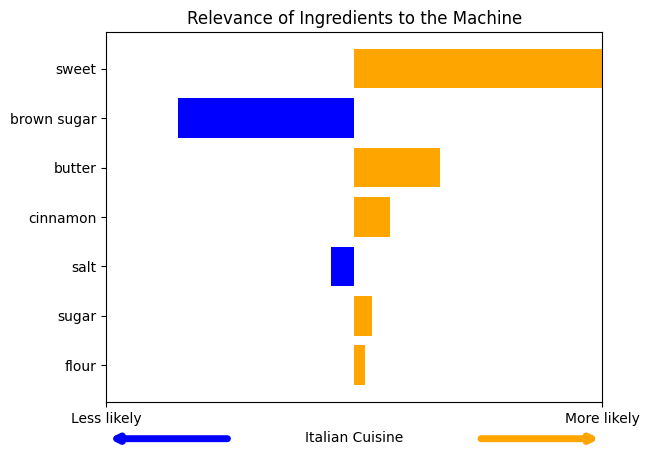 Relevance of Ingredients to the Machine
sweet
brown sugar
butter
cinnamon
salt
sugar
flour
Less likely
More likely
Italian Cuisine